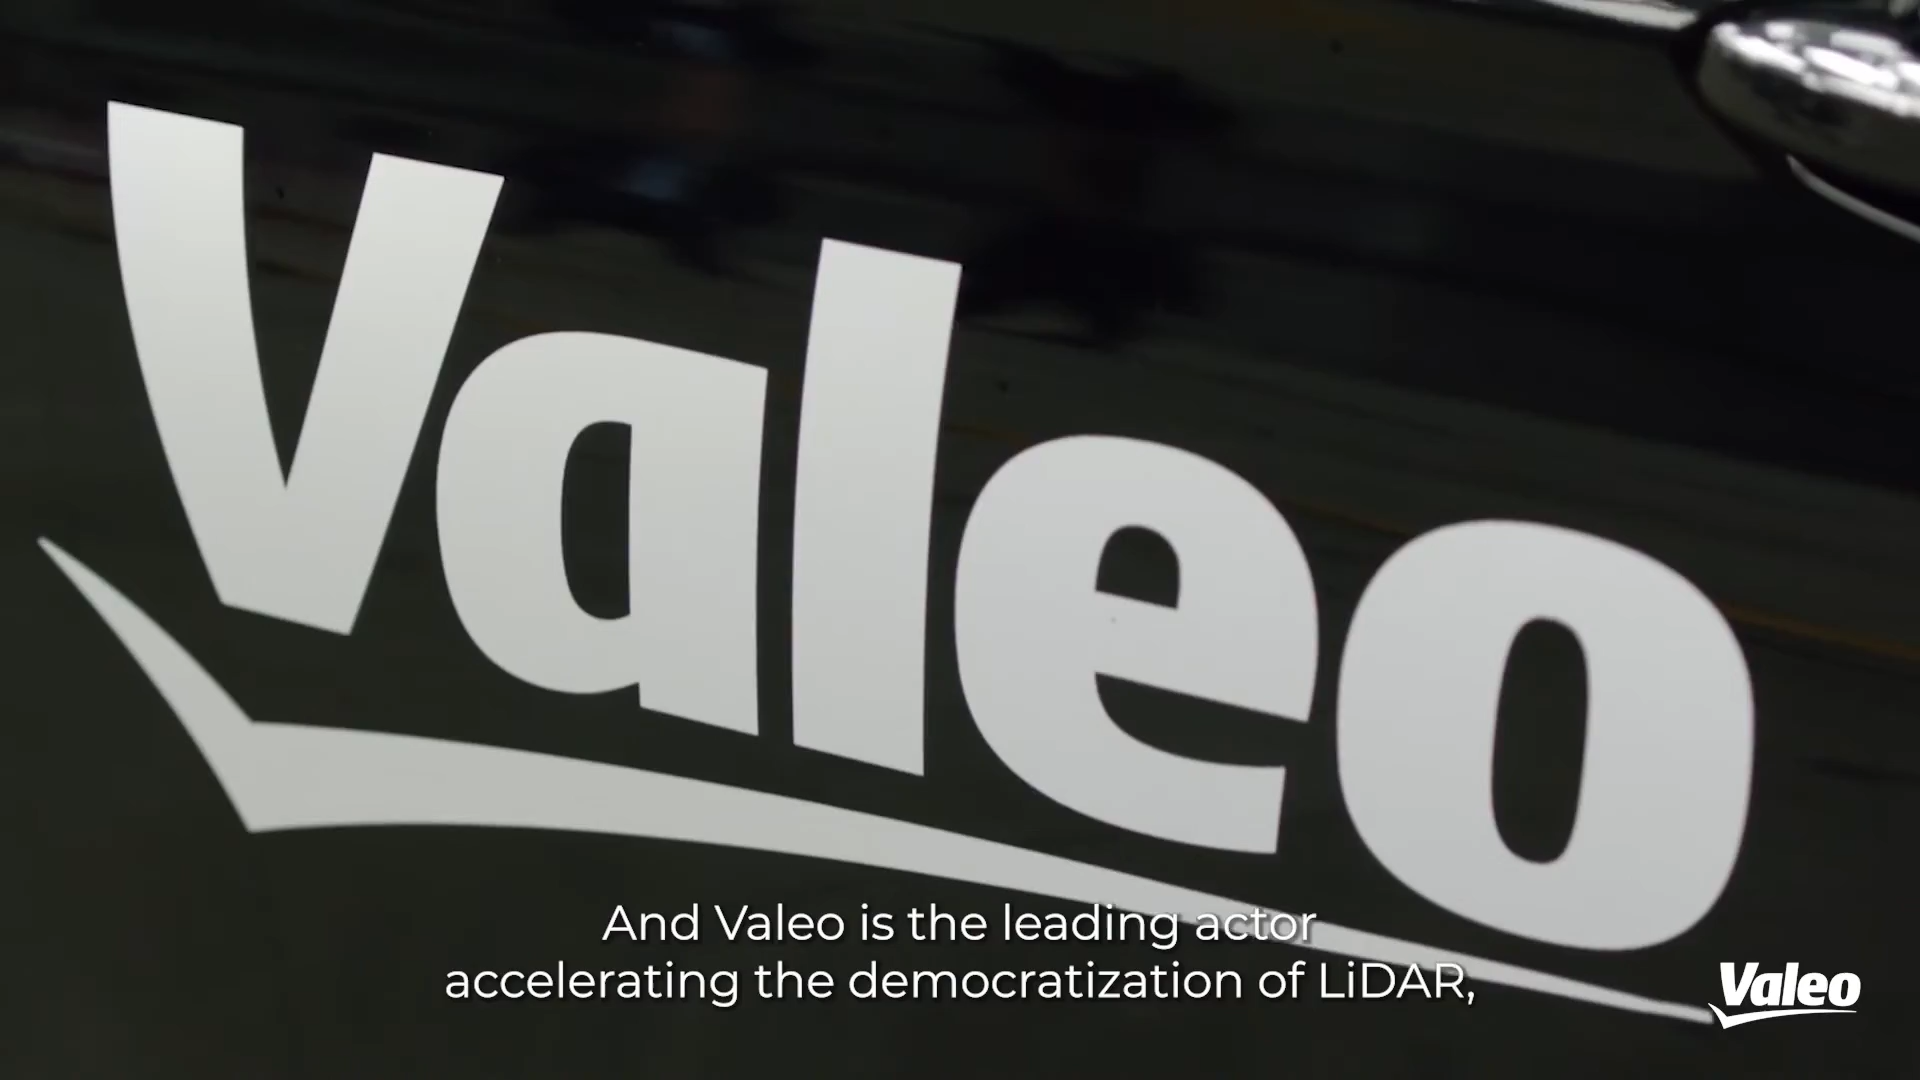 Valeo
And Valeo is the leading actor
accelerating the democratization of LiDAR,
Valeo